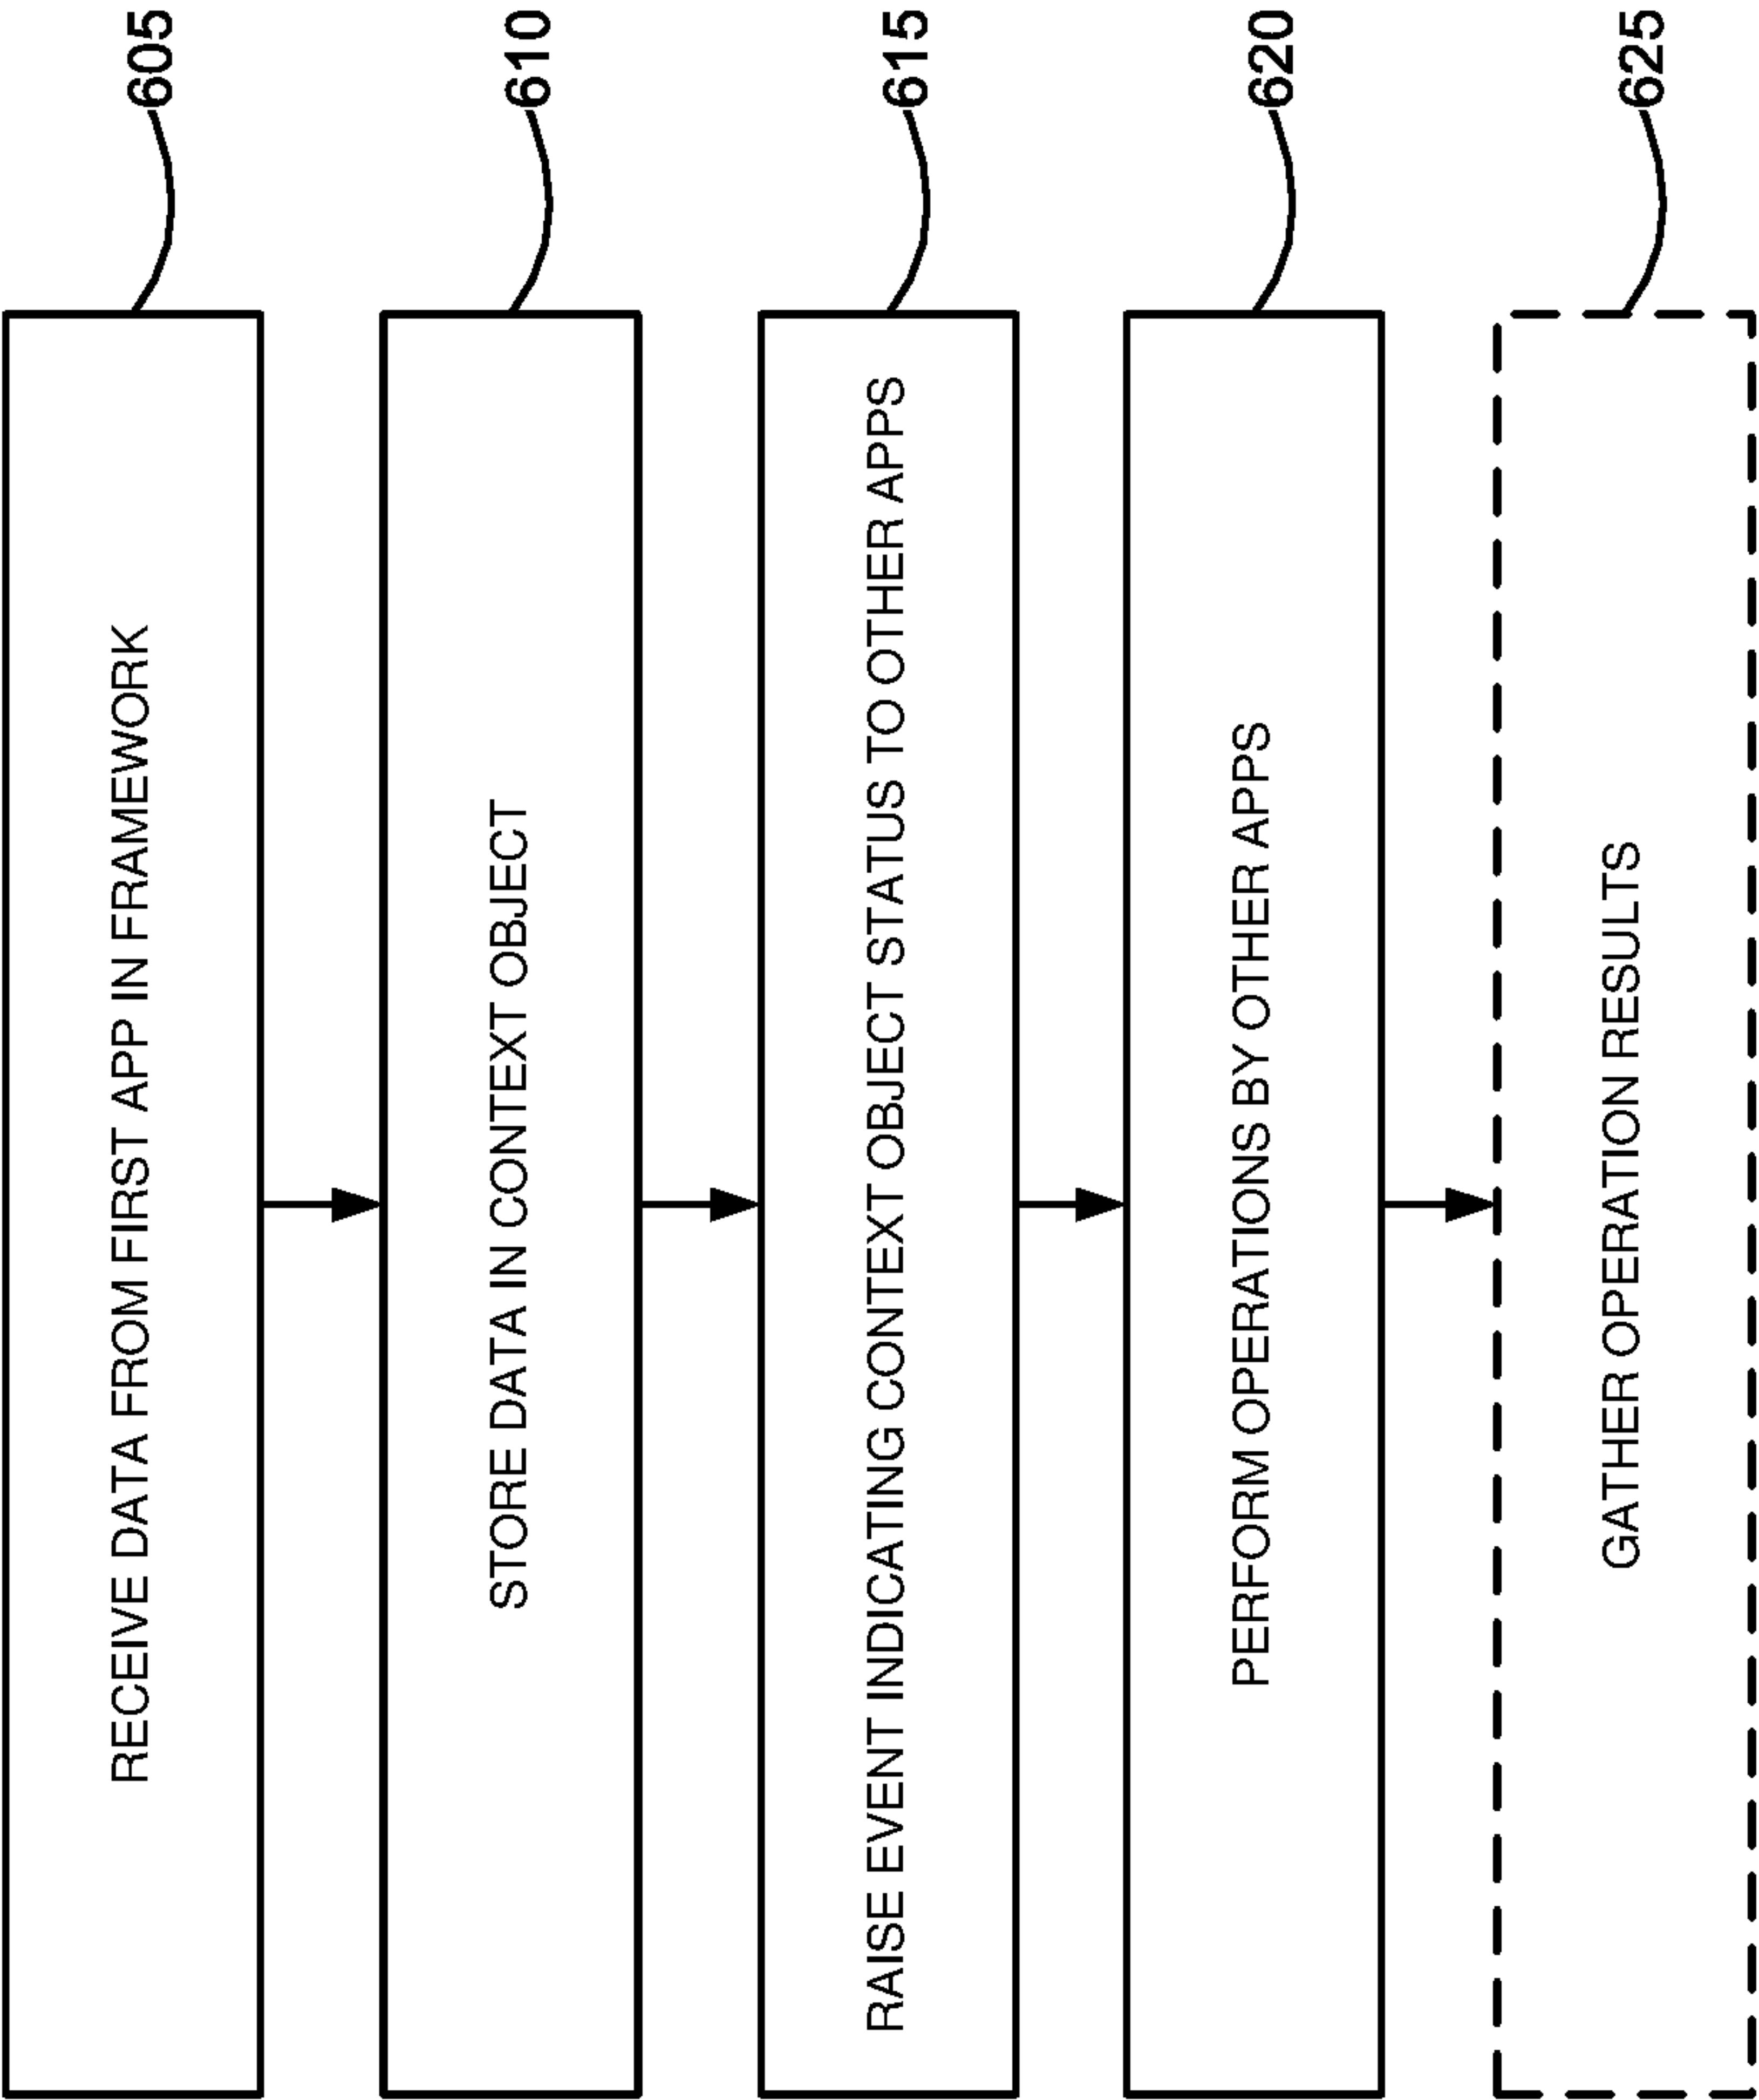 RECEIVE DATA FROM FIRST APP IN FRAMEWORK
605
STORE DATA IN CONTEXT OBJECT
610
RAISE EVENT INDICATING CONTEXT OBJECT STATUS TO OTHER APPS
615
PERFORM OPERATIONS BY OTHER APPS
620
GATHER OPERATION RESULTS
625